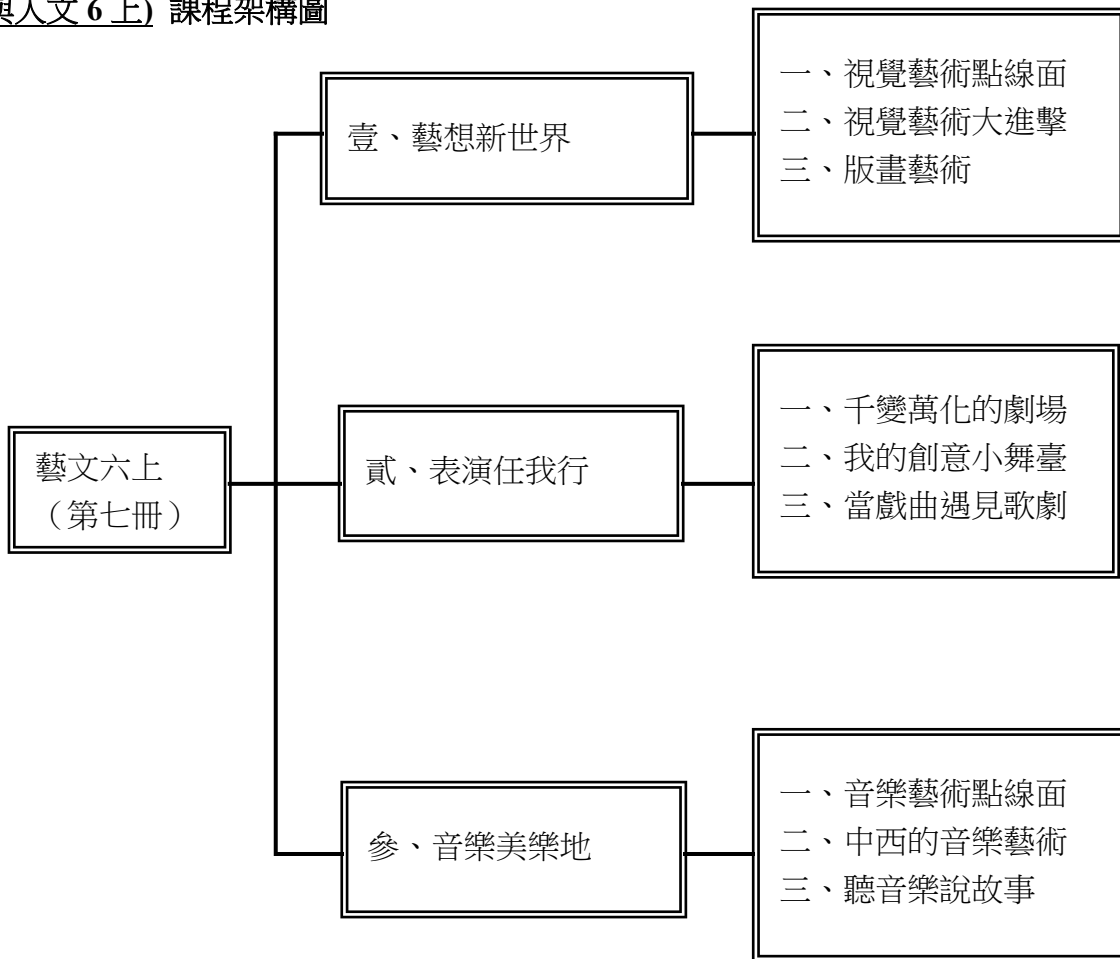 與人文 6 上) 課程架構圖
壹、藝想新世界
一、視覺藝術點線面
二、視覺藝術大進擊
三、版畫藝術
藝文六上
（第七冊）
貳、表演任我行
一、千變萬化的劇場
二、我的創意小舞臺
三、當戲曲遇見歌劇
參、音樂美樂地
一、音樂藝術點線面
二、中西的音樂藝術
三、聽音樂說故事